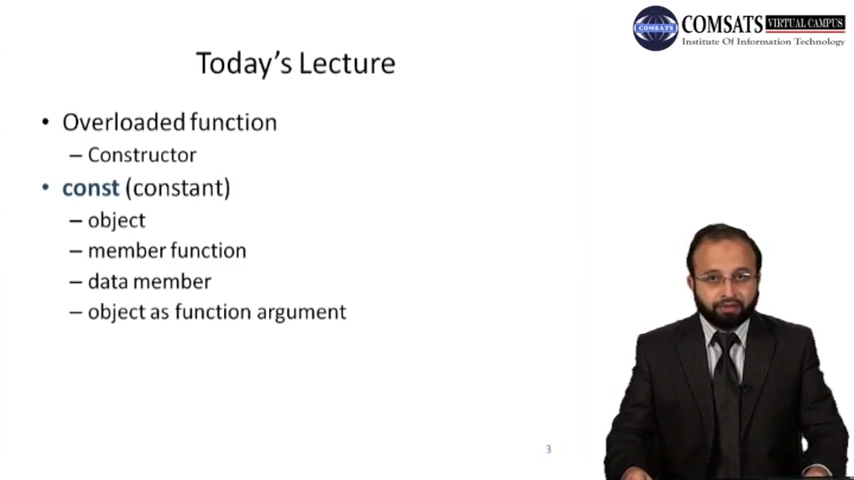 COMSATS VIRTUAL CAMPUS
COMSATS
Institute Of Information Technology
Today's Lecture
• Overloaded function
– Constructor
• const (constant)
– object
– member function
– data member
– object as function argument
3